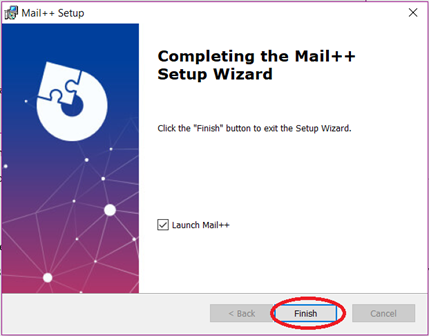 Mail++ Setup
Completing the Mail++
Setup Wizard
Click the "Finish" button to exit the Setup Wizard.
Launch Mail++
< Back
Finish
Cancel